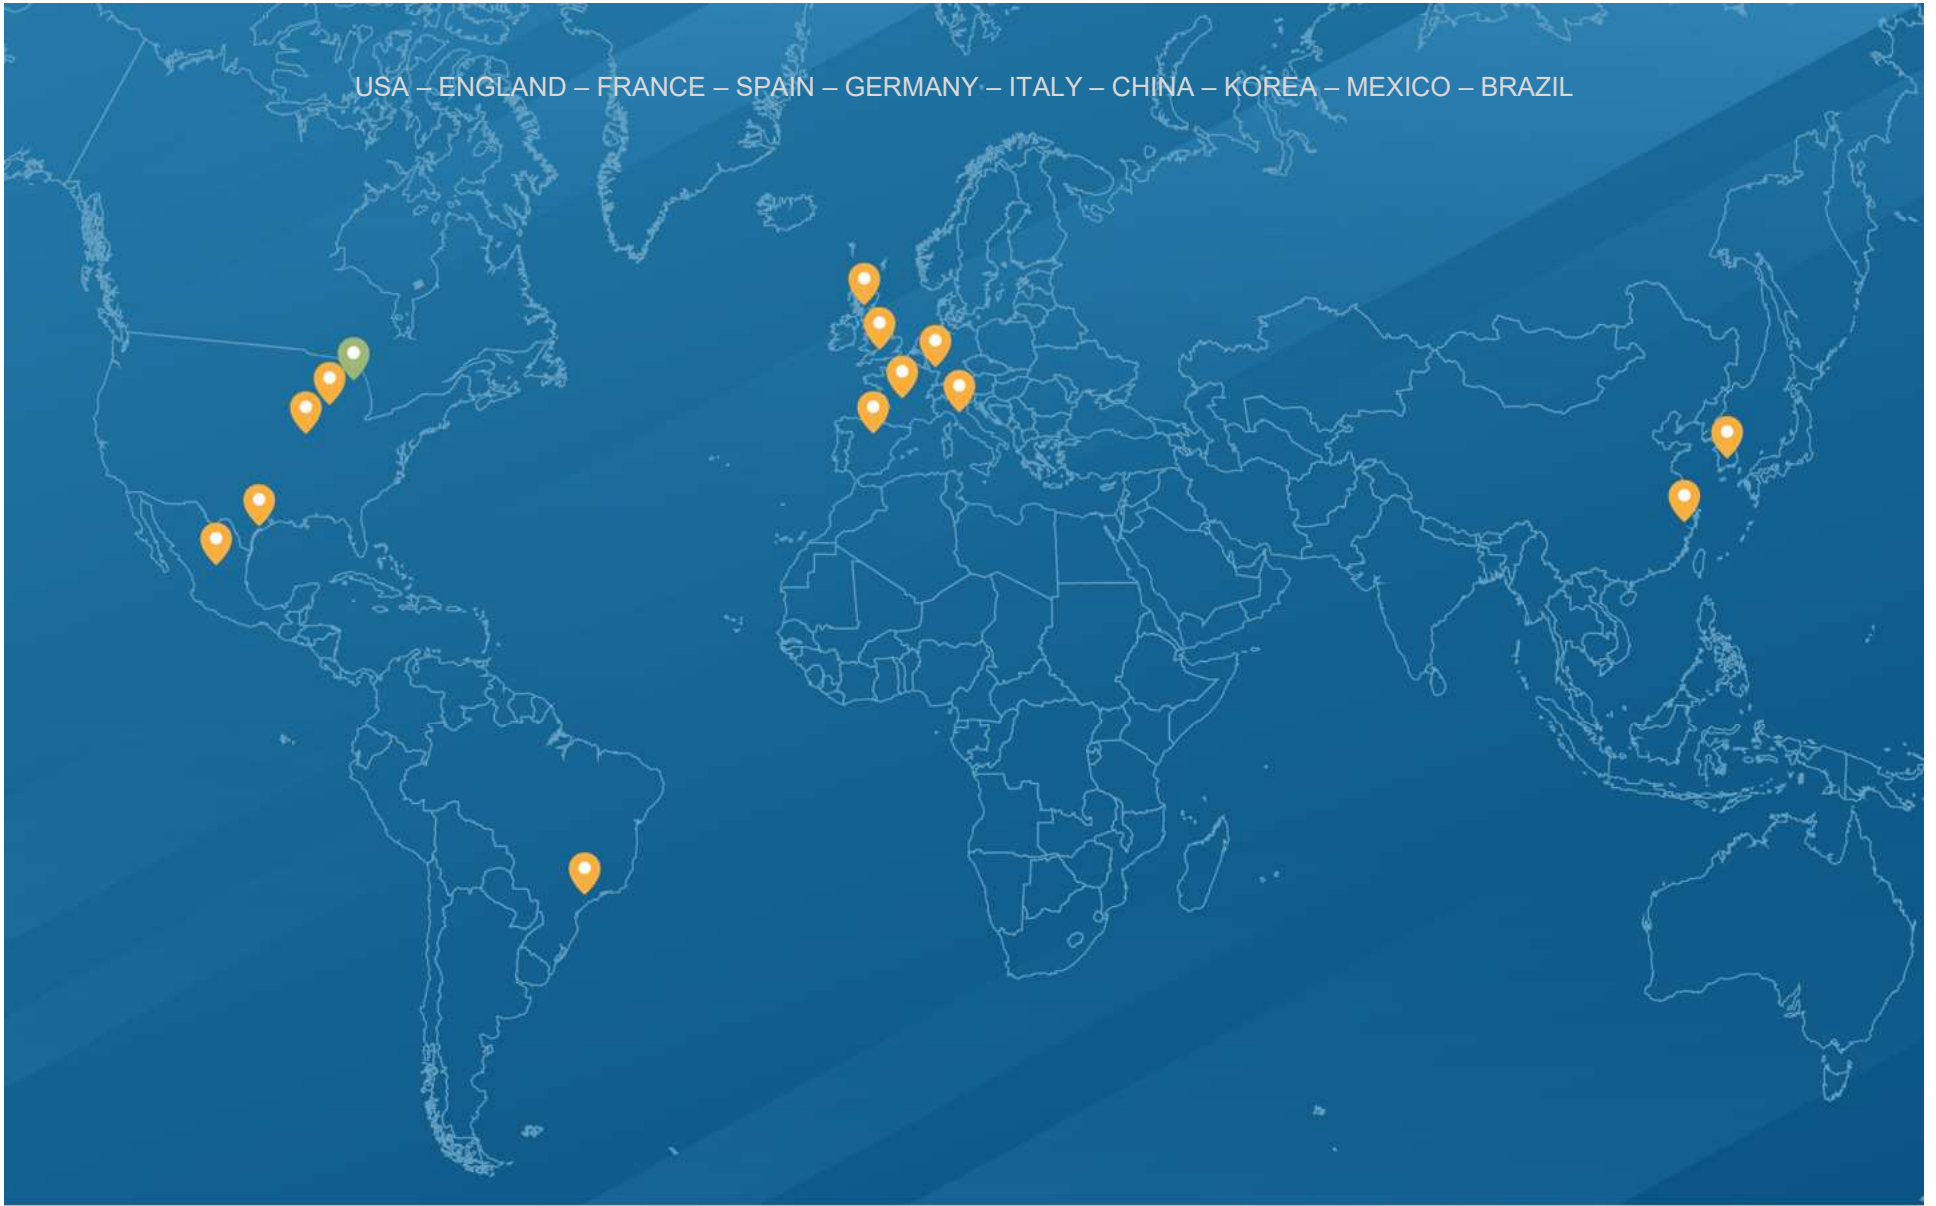 USA – ENGLAND – FRANCE – SPAIN – GERMANY – ITALY – CHINA – KOREA – MEXICO – BRAZIL